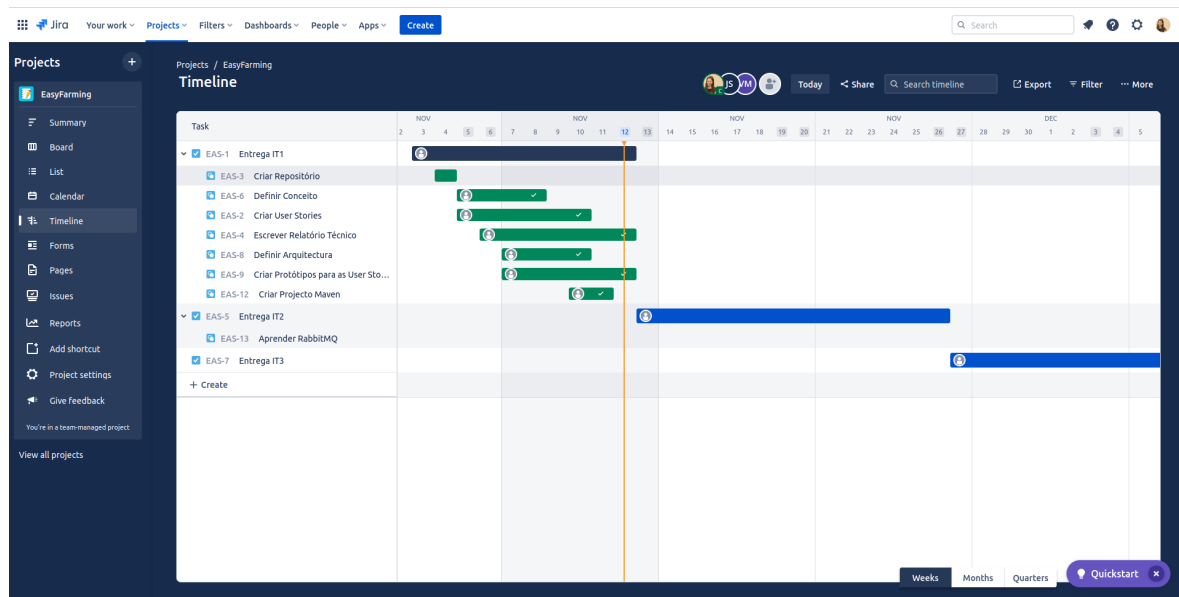 Jira Your work Projects Filters Dashboards People Apps Create Search
Projects +
EasyFarming
Summary
Board
List
Calendar
Timeline
Forms
Pages
Issues
Reports
Add shortcut
Project settings
Give feedback
You're in a team-managed project
View all projects
Projects / EasyFarming
Timeline
C JS VM Today Share Search timeline Export Filter More
Task
NOV NOV NOV NOV DEC
2 3 4 5 6 7 8 9 10 11 12 13 14 15 16 17 18 19 20 21 22 23 24 25 26 27 28 29 30 1 2 3 4 5
EAS-1 Entrega IT1
EAS-3 Criar Repositório
EAS-6 Definir Conceito
EAS-2 Criar User Stories
EAS-4 Escrever Relatório Técnico
EAS-8 Definir Arquitectura
EAS-9 Criar Protótipos para as User Sto...
EAS-12 Criar Projecto Maven
EAS-5 Entrega IT2
EAS-13 Aprender RabbitMQ
EAS-7 Entrega IT3
+ Create
Weeks Months Quarters
Quickstart